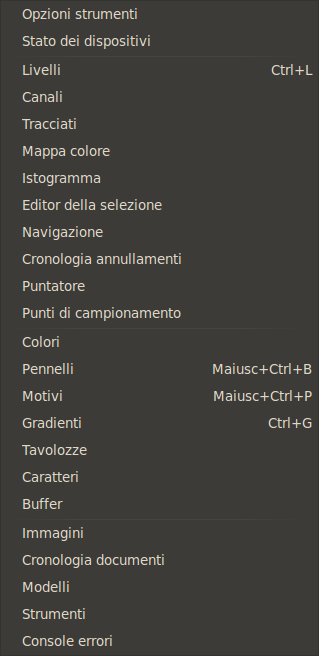 Opzioni strumenti
Stato dei dispositivi
Livelli Ctrl+L
Canali
Tracciati
Mappa colore
Istogramma
Editor della selezione
Navigazione
Cronologia annullamenti
Puntatore
Punti di campionamento
Colori
Pennelli Maiusc+Ctrl+B
Motivi Maiusc+Ctrl+P
Gradienti Ctrl+G
Tavolozze
Caratteri
Buffer
Immagini
Cronologia documenti
Modelli
Strumenti
Console errori